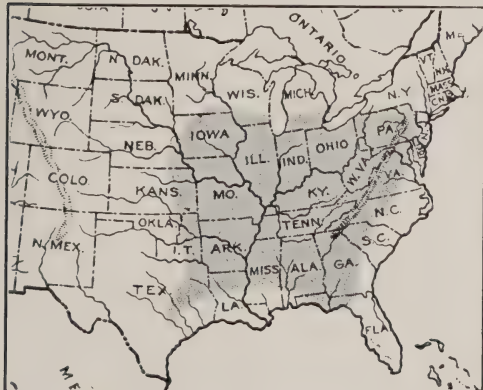 ONTARIO
ME.
MONT.
N. DAK.
MINN.
VT.
N.H.
WIS.
MICH.
N.Y.
S. DAK.
WYO.
IOWA
PA.
NEB.
ILL.
IND.
OHIO
W. VA.
VA.
COLO.
KANS.
MO.
KY.
N.C.
TENN.
OKLA.
I.T.
ARK.
S.C.
N. MEX.
MISS.
ALA.
GA.
TEX.
LA.
FLA.